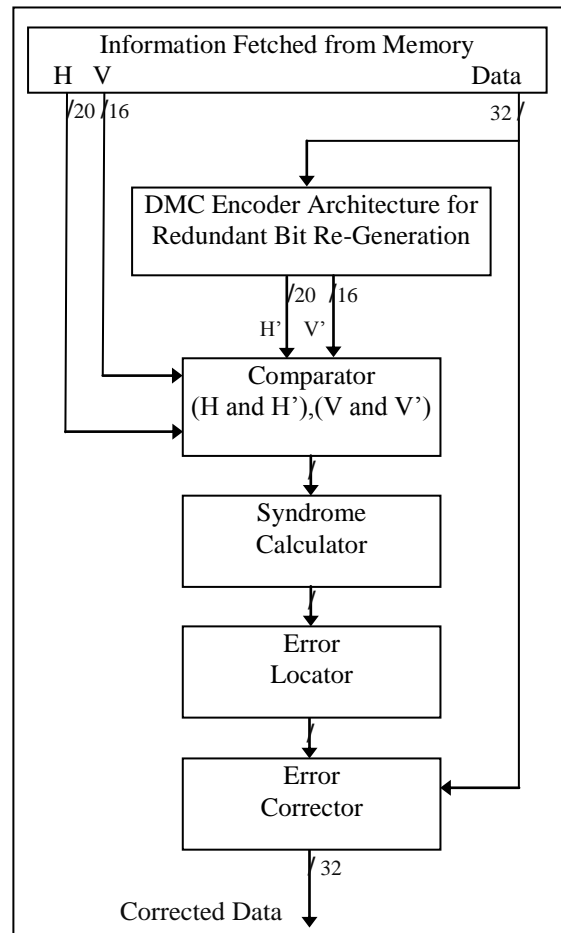 Information Fetched from Memory
H V Data
/20 /16 32 /
DMC Encoder Architecture for
Redundant Bit Re-Generation
/20 /16
H’ V’
Comparator
(H and H’),(V and V’)
/
Syndrome
Calculator
/
Error
Locator
/
Error
Corrector
/ 32
Corrected Data